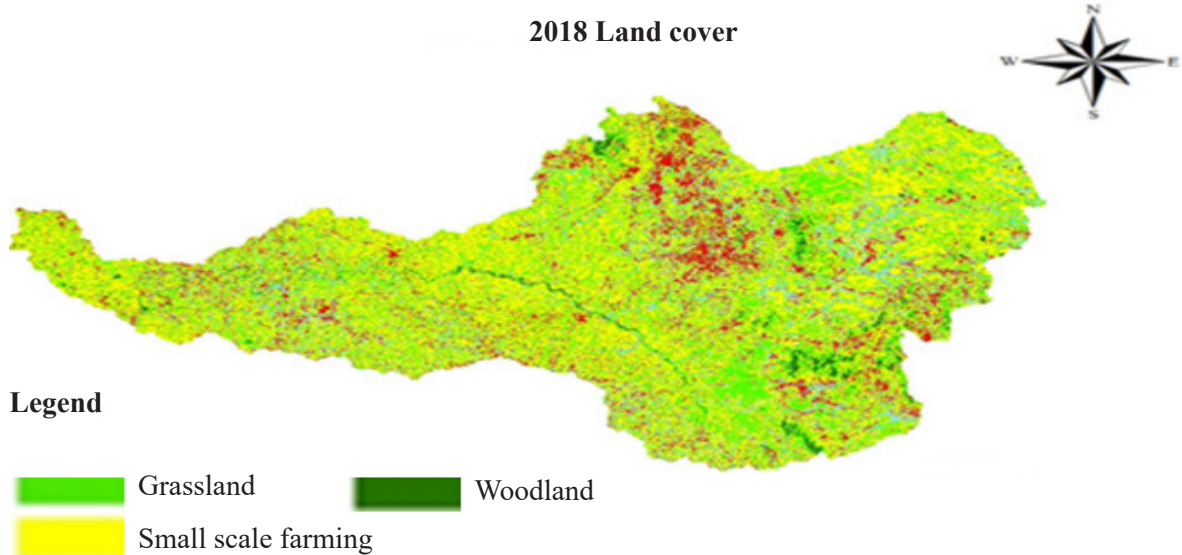 2018 Land cover
N
W
E
S
Legend
Grassland
Woodland
Small scale farming